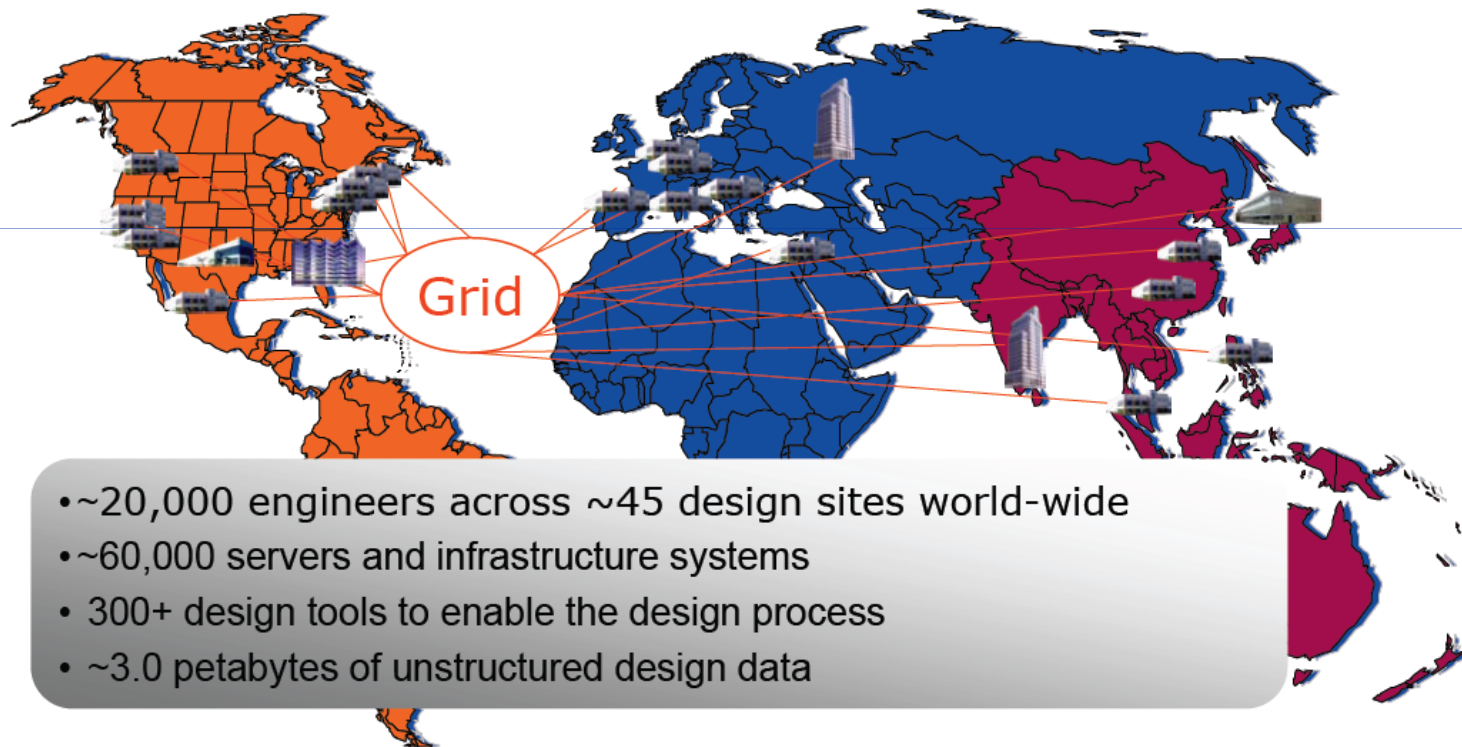 Grid
•~20,000 engineers across ~45 design sites world-wide
•~60,000 servers and infrastructure systems
• 300+ design tools to enable the design process
• ~3.0 petabytes of unstructured design data